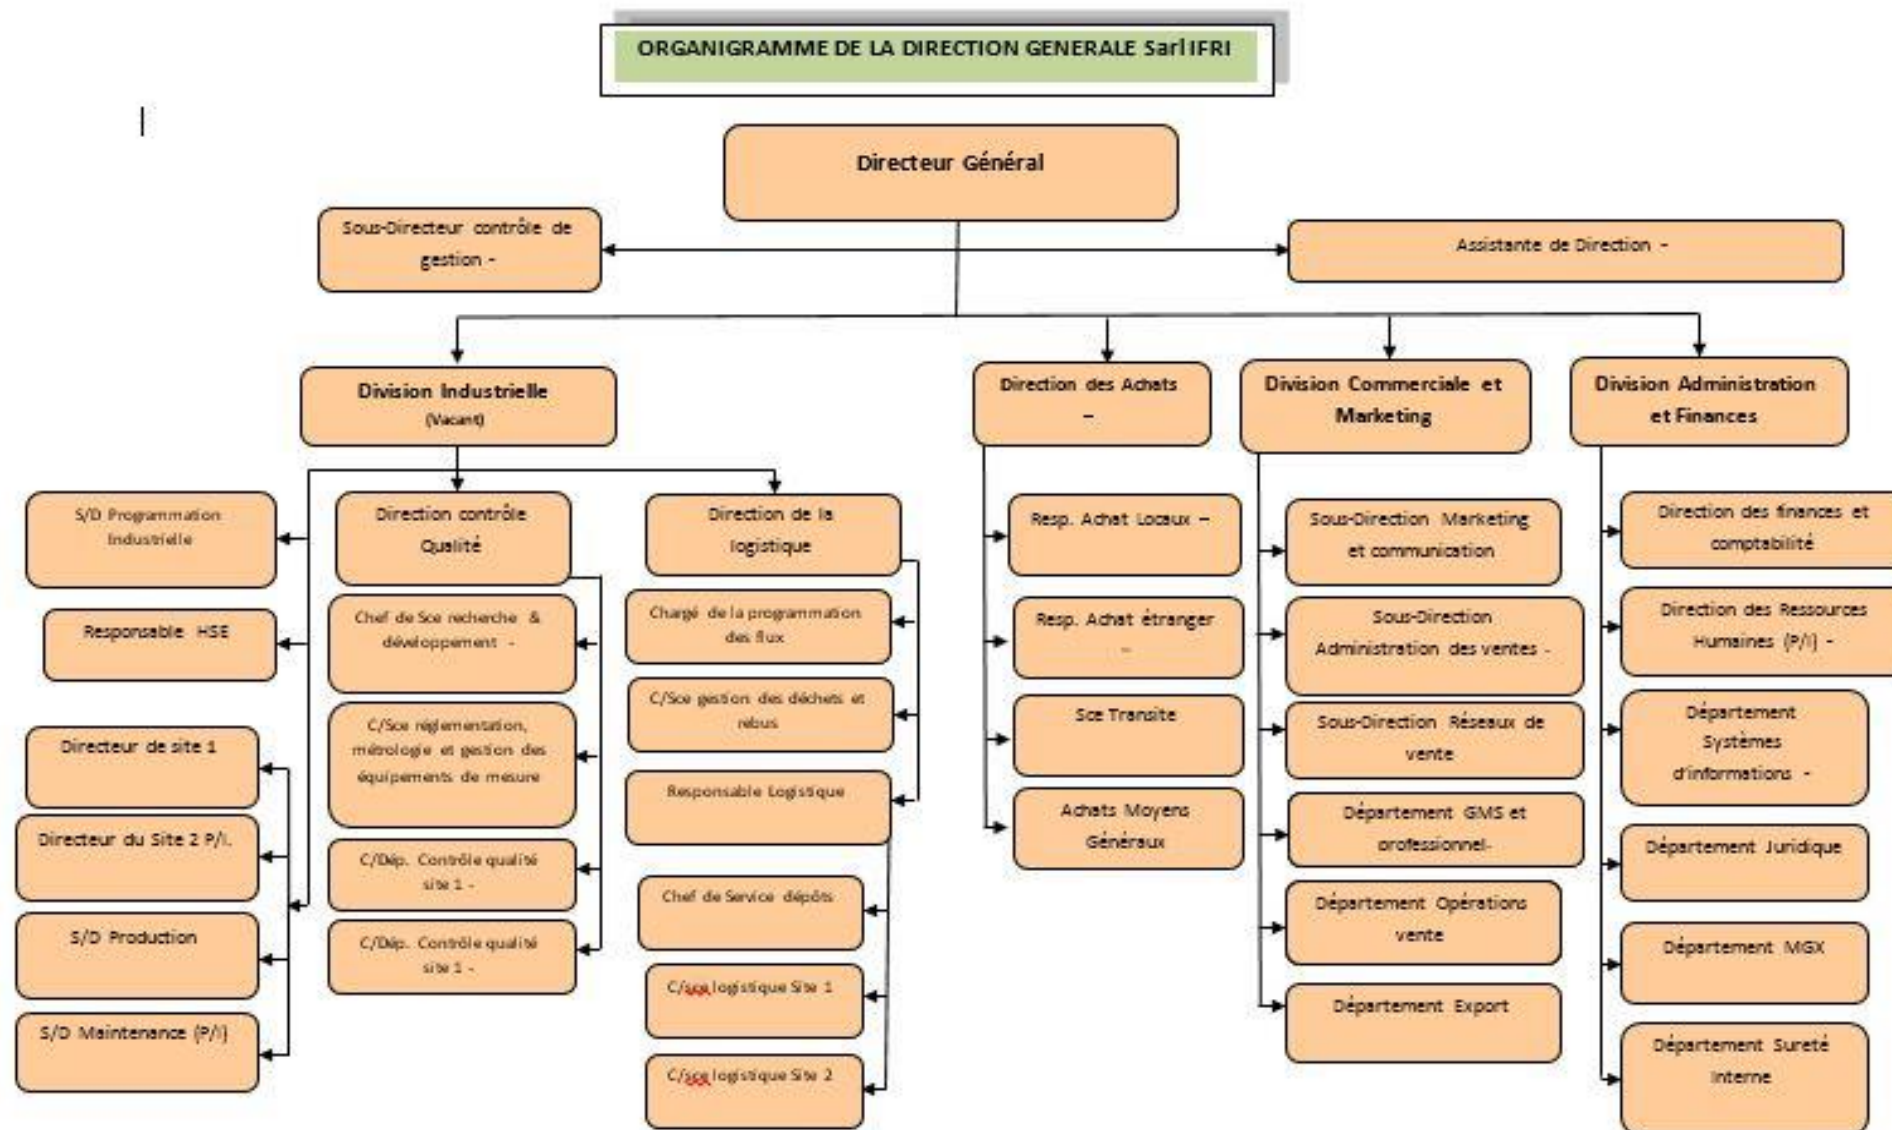 ORGANIGRAMME DE LA DIRECTION GENERALE Sarl IFRI
Directeur Général
Sous-Directeur contrôle de
gestion -
Assistante de Direction –
Division Industrielle
(Vacant)
Direction des Achats
–
Division Commerciale et
Marketing
Division Administration
et Finances
S/D Programmation
Industrielle
Responsable HSE
Directeur de site 1
Directeur du Site 2 P/I.
S/D Production
S/D Maintenance (P/I)
Direction contrôle
Qualité
Chef de Sce recherche &
développement -
C/Sce réglementation,
métrologie et gestion des
équipements de mesure
C/Dép. Contrôle qualité
site 1 -
C/Dép. Contrôle qualité
site 1 -
Direction de la
logistique
Chargé de la programmation
des flux
C/Sce gestion des déchets et
rebus
Responsable Logistique
Chef de Service dépôts
C/sce logistique Site 1
C/sce logistique Site 2
Resp. Achat Locaux –
Resp. Achat étranger
–
Sce Transite
Achats Moyens
Généraux
Sous-Direction Marketing
et communication
Sous-Direction
Administration des ventes -
Sous-Direction Réseaux de
vente
Département GMS et
professionnel-
Département Opérations
vente
Département Export
Direction des finances et
comptabilité
Direction des Ressources
Humaines (P/I) -
Département
Systèmes
d'informations -
Département Juridique
Département MGX
Département Sureté
Interne